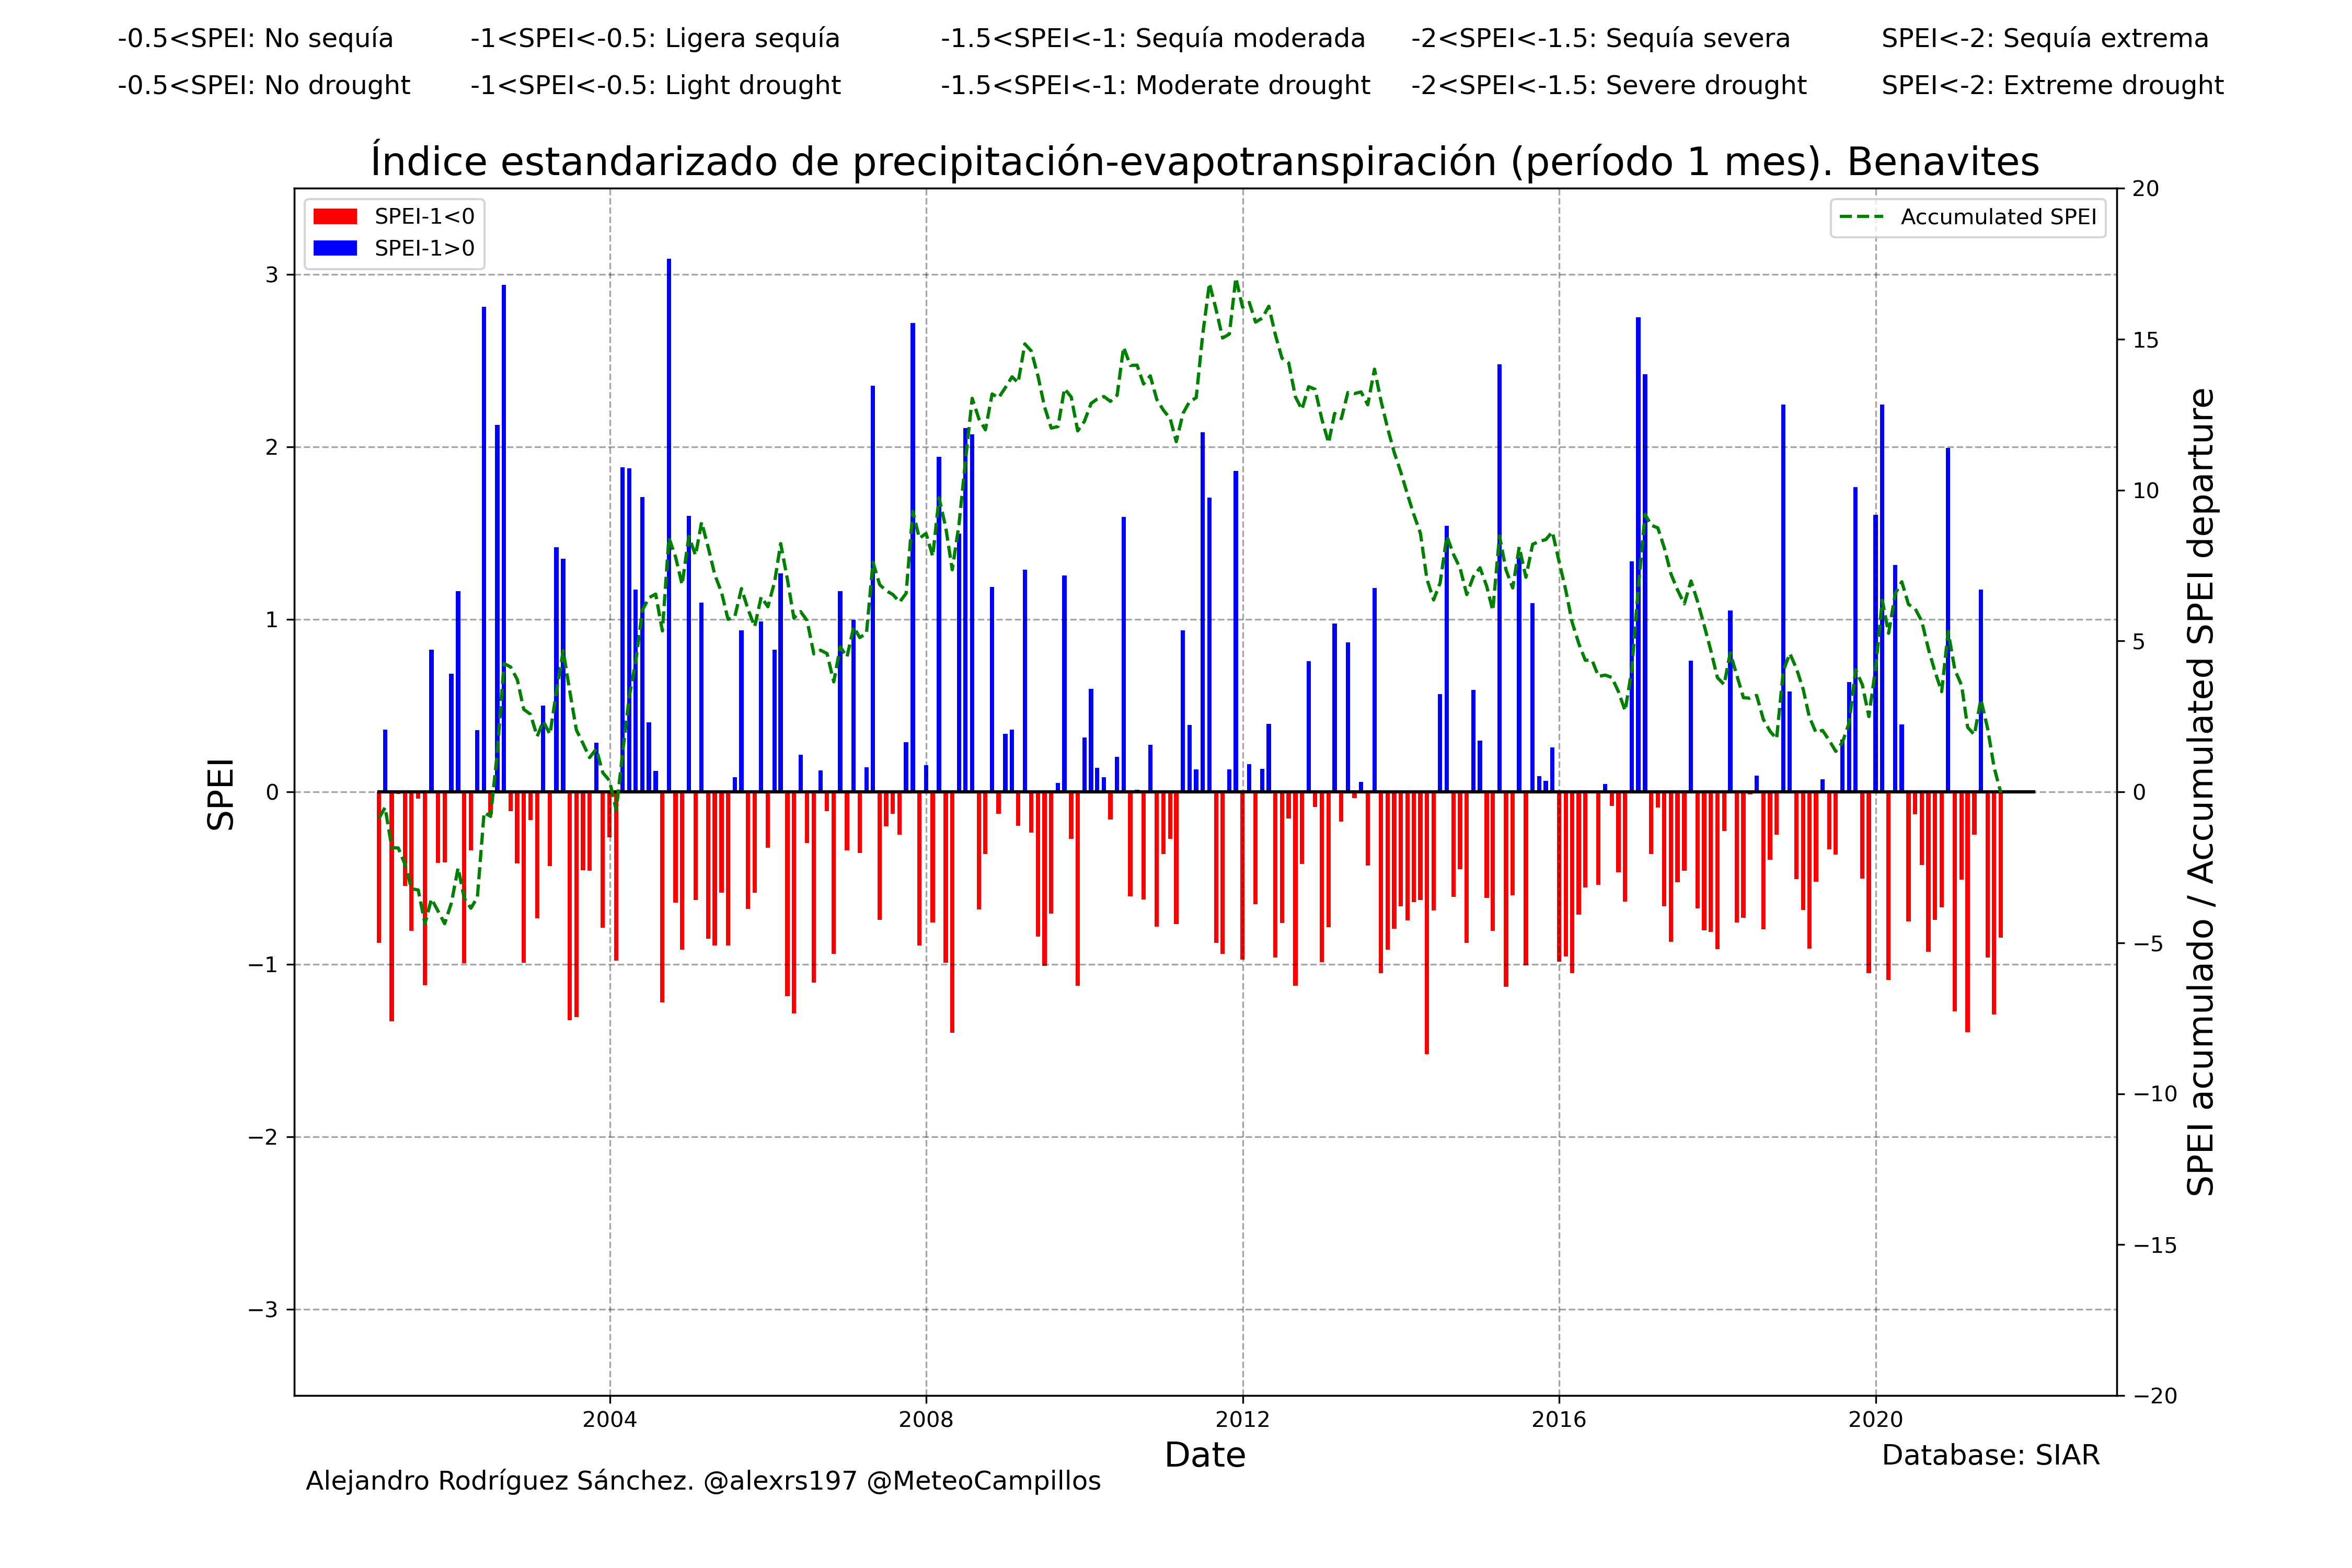 -0.5<SPEI: No sequía -1<SPEI<-0.5: Ligera sequía -1.5<SPEI<-1: Sequía moderada -2<SPEI<-1.5: Sequía severa SPEI<-2: Sequía extrema
-0.5<SPEI: No drought -1<SPEI<-0.5: Light drought -1.5<SPEI<-1: Moderate drought -2<SPEI<-1.5: Severe drought SPEI<-2: Extreme drought
Índice estandarizado de precipitación-evapotranspiración (período 1 mes). Benavites
SPEI-1<0
SPEI-1>0
Accumulated SPEI
SPEI
3
2
1
0
−1
−2
−3
20
15
10
5
0
−5
−10
−15
−20
SPEI acumulado / Accumulated SPEI departure
2004 2008 2012 2016 2020
Date
Database: SIAR
Alejandro Rodríguez Sánchez. @alexrs197 @MeteoCampillos